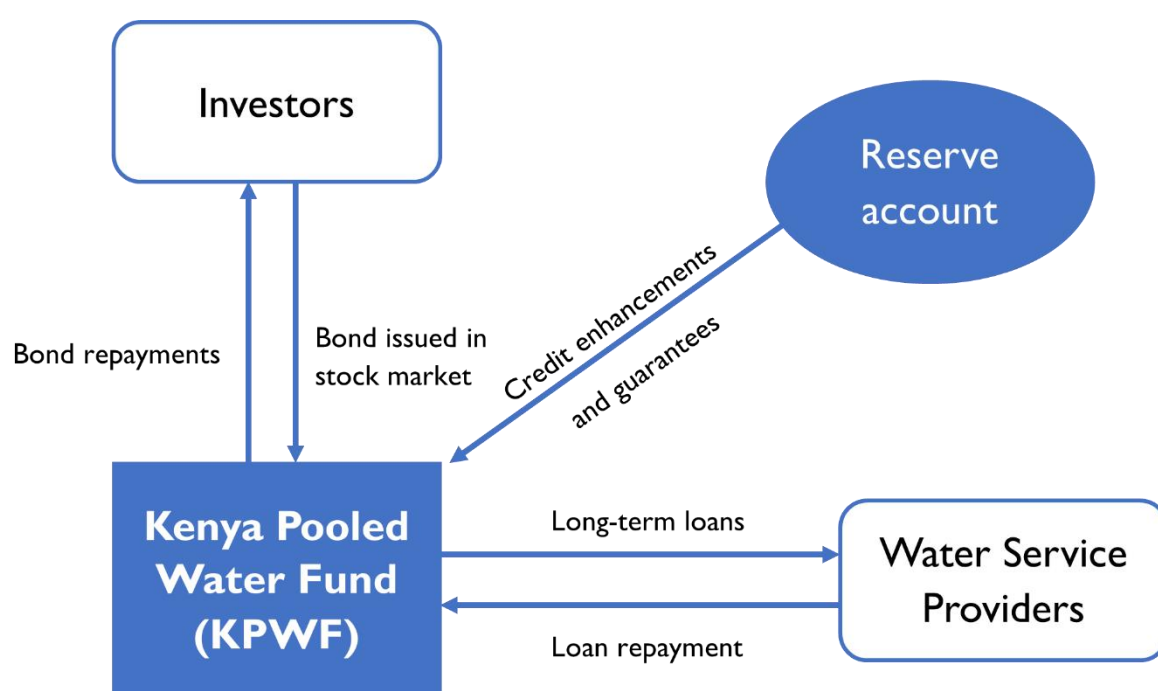 Investors
Reserve
account
Bond repayments
Bond issued in
stock market
Credit enhancements
and guarantees
Kenya Pooled
Water Fund
(KPWF)
Long-term loans
Loan repayment
Water Service
Providers